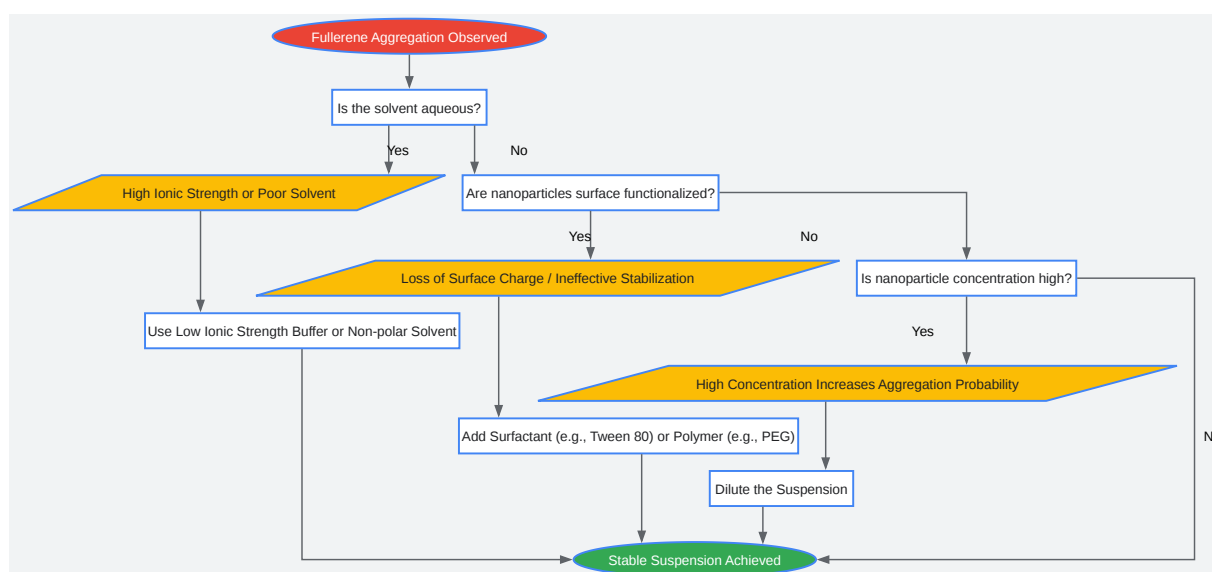 Fullerene Aggregation Observed
Is the solvent aqueous?
Yes
No
High Ionic Strength or Poor Solvent
Are nanoparticles surface functionalized?
Yes
No
Loss of Surface Charge / Ineffective Stabilization
Is nanoparticle concentration high?
Use Low Ionic Strength Buffer or Non-polar Solvent
Yes
High Concentration Increases Aggregation Probability
Add Surfactant (e.g., Tween 80) or Polymer (e.g., PEG)
Dilute the Suspension
Stable Suspension Achieved